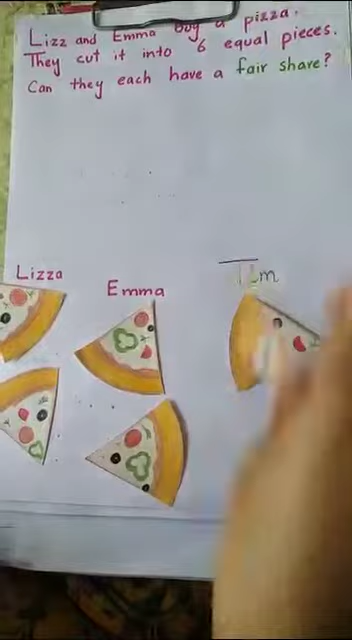 Lizz and Emma buy a pizza.
They cut it into 6 equal pieces.
Can they each have a fair share?
Lizza
Emma
Tim